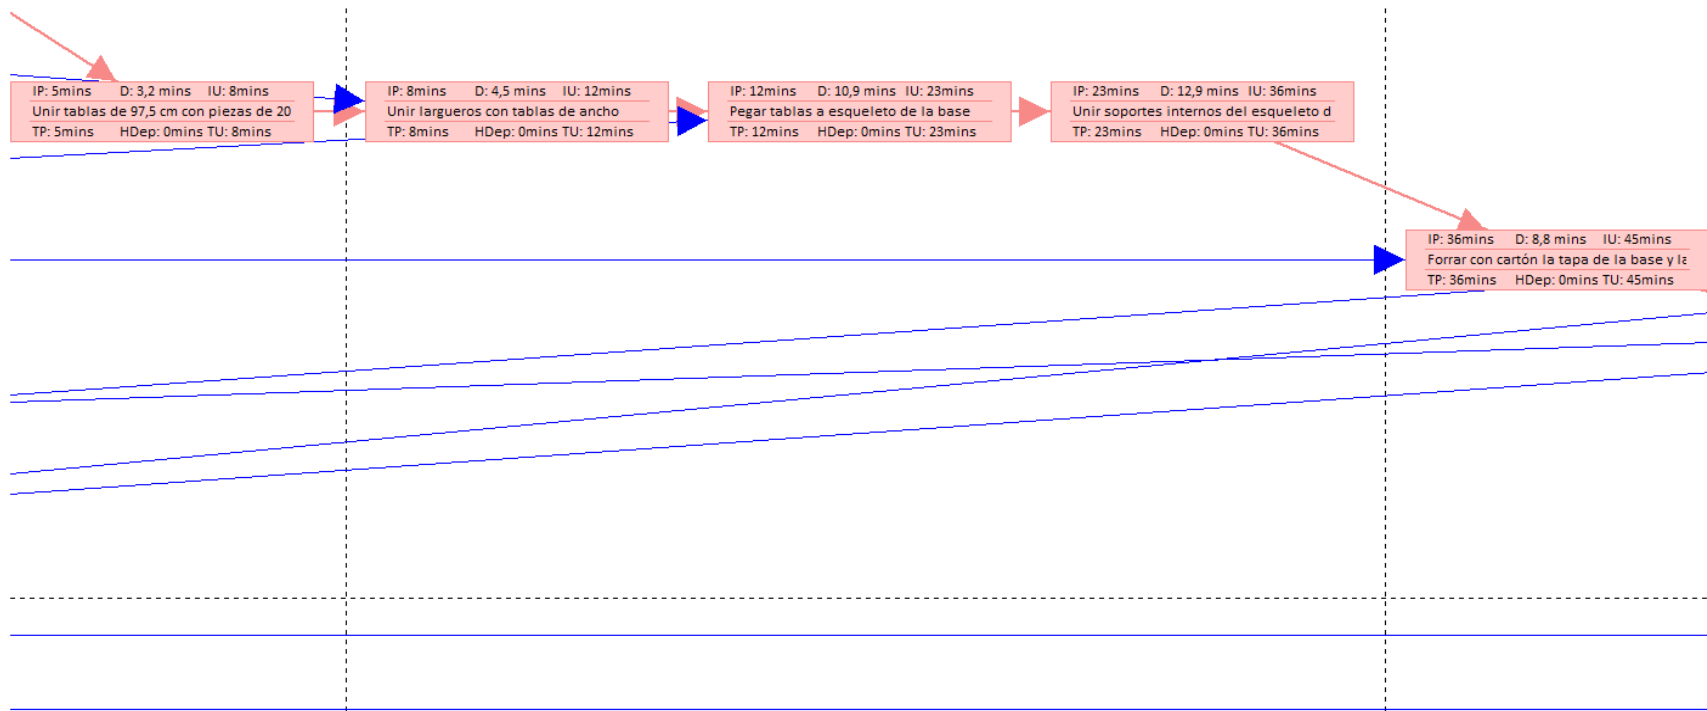 IP: 5mins D: 3,2 mins IU: 8mins
Unir tablas de 97,5 cm con piezas de 20
TP: 5mins HDep: 0mins TU: 8mins
IP: 8mins D: 4,5 mins IU: 12mins
Unir largueros con tablas de ancho
TP: 8mins HDep: 0mins TU: 12mins
IP: 12mins D: 10,9 mins IU: 23mins
Pegar tablas a esqueleto de la base
TP: 12mins HDep: 0mins TU: 23mins
IP: 23mins D: 12,9 mins IU: 36mins
Unir soportes internos del esqueleto d
TP: 23mins HDep: 0mins TU: 36mins
IP: 36mins D: 8,8 mins IU: 45mins
Forrar con cartón la tapa de la base y la
TP: 36mins HDep: 0mins TU: 45mins